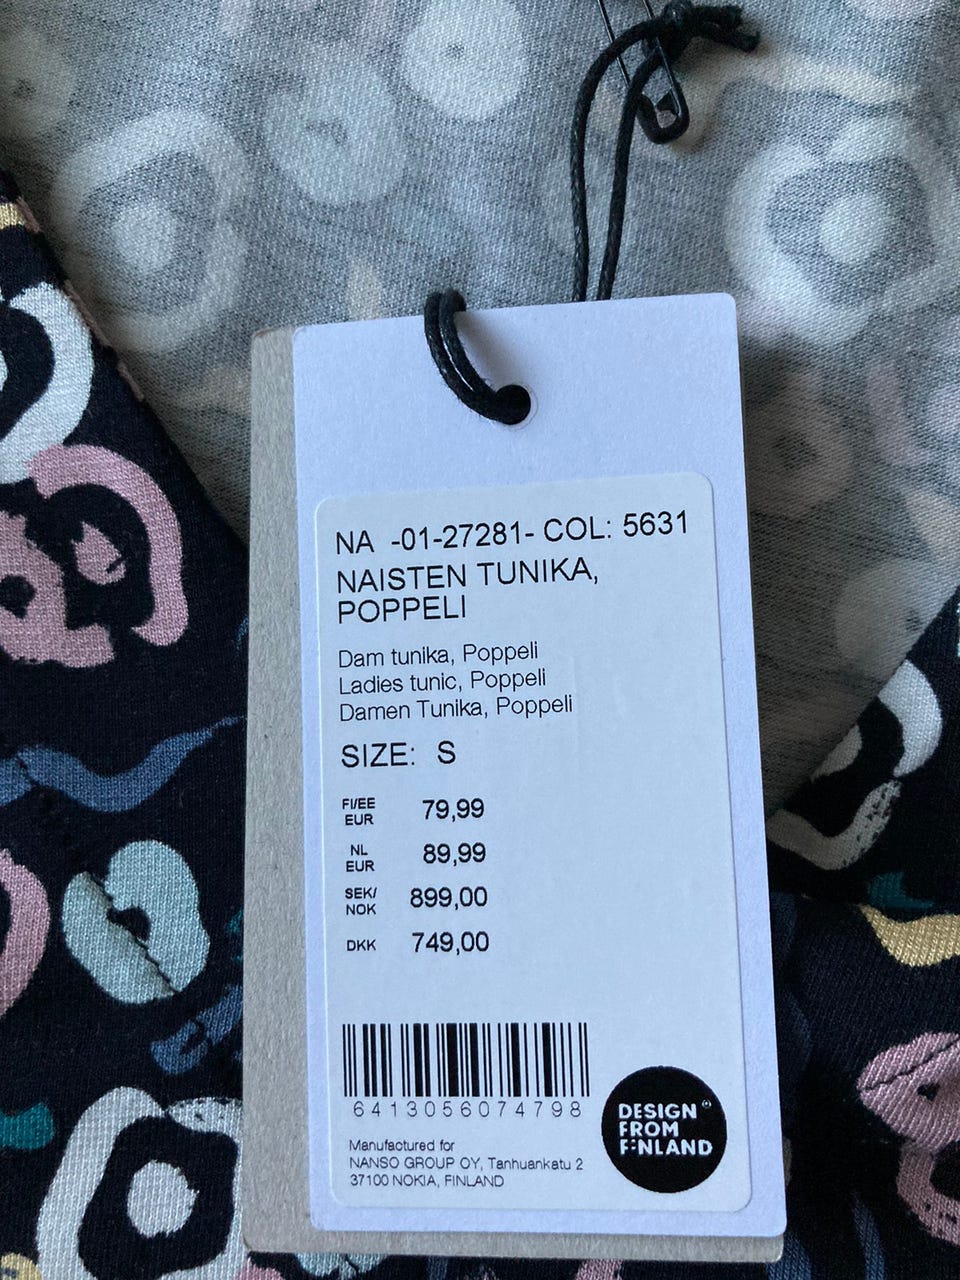 NA -01-27281- COL: 5631
NAISTEN TUNIKA,
POPPELI
Dam tunika, Poppeli
Ladies tunic, Poppeli
Damen Tunika, Poppeli
SIZE: S
FI/EE
EUR 79,99
NL
EUR 89,99
SEK/
NOK 899,00
DKK 749,00
6413056074798
Manufactured for
NANSO GROUP OY, Tanhuankatu 2
37100 NOKIA, FINLAND
DESIGN®
FROM
FINLAND